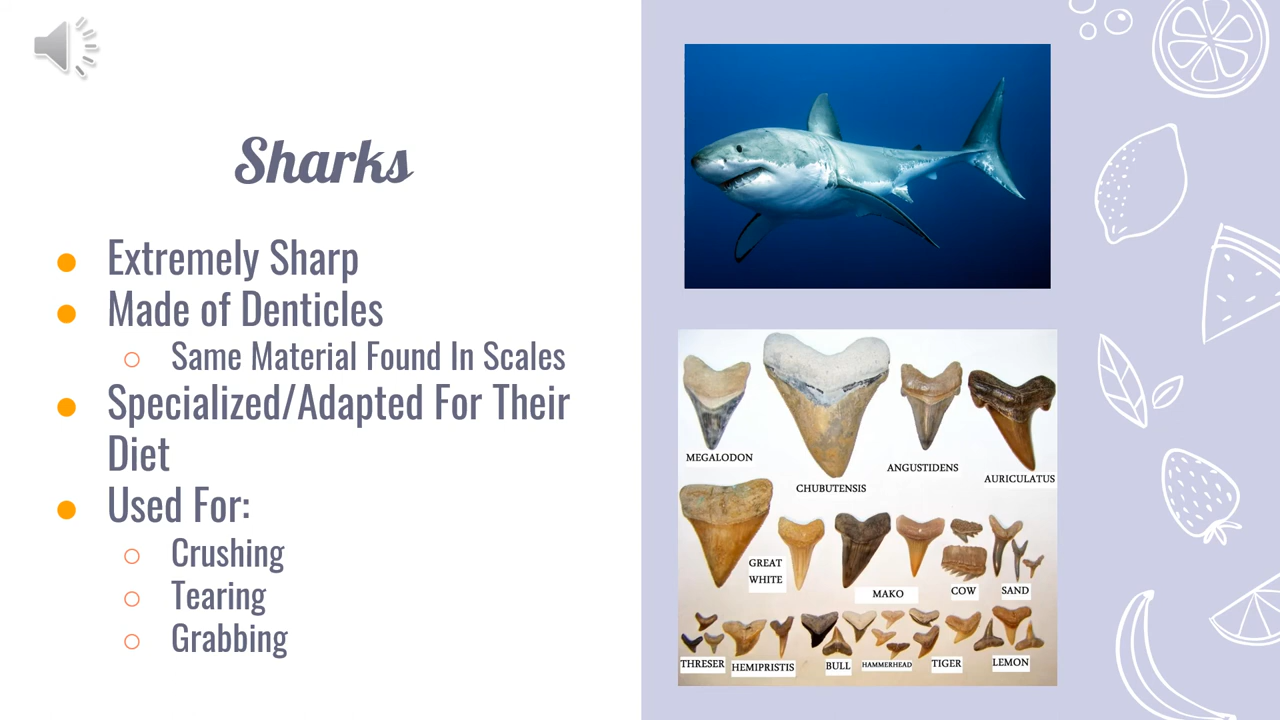 Sharks
● Extremely Sharp
● Made of Denticles
○ Same Material Found In Scales
● Specialized/Adapted For Their
Diet
● Used For:
○ Crushing
○ Tearing
○ Grabbing
MEGALODON
CHUBUTENSIS
ANGUSTIDENS
AURICULATUS
GREAT
WHITE
MAKO
COW
SAND
THRESER
HEMIPRISTIS
BULL
HAMMERHEAD
TIGER
LEMON